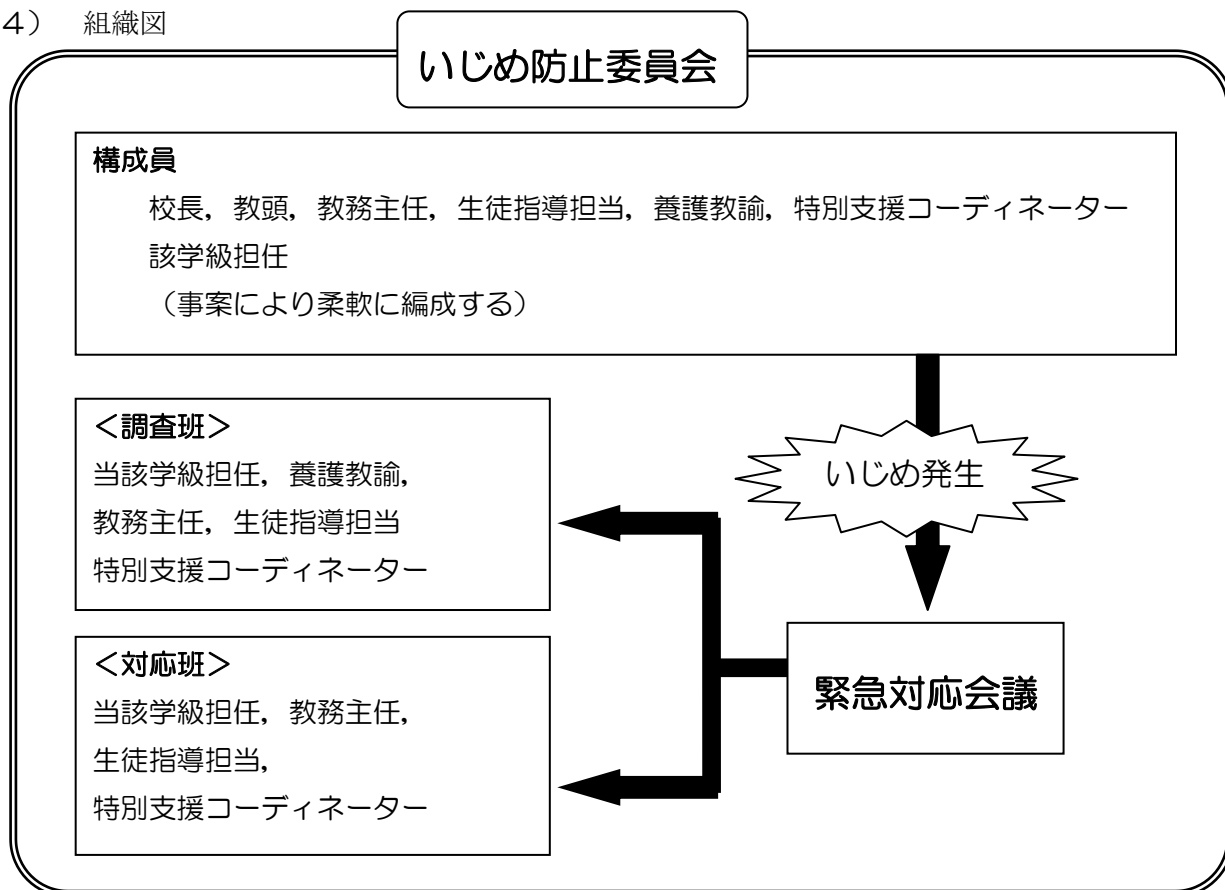 ４） 組織図
いじめ防止委員会
構成員
校長，教頭，教務主任，生徒指導担当，養護教諭，特別支援コーディネーター
該学級担任
（事案により柔軟に編成する）
＜調査班＞
当該学級担任，養護教諭，
教務主任，生徒指導担当
特別支援コーディネーター
いじめ発生
＜対応班＞
当該学級担任，教務主任，
生徒指導担当，
特別支援コーディネーター
緊急対応会議